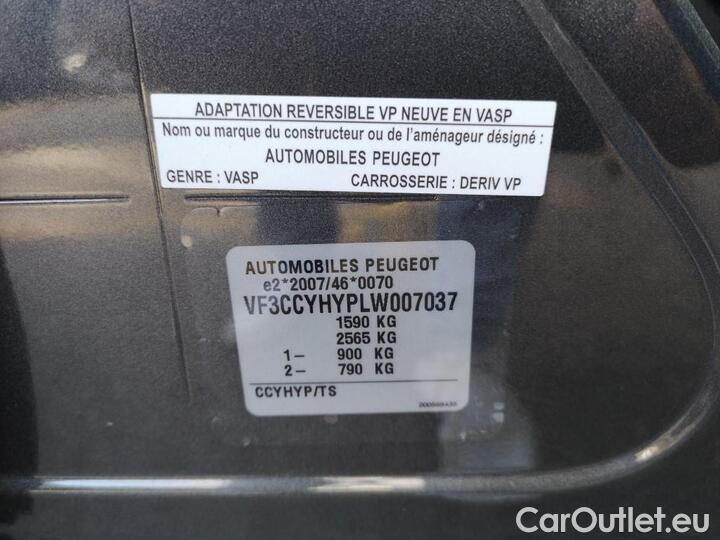 ADAPTATION REVERSIBLE VP NEUVE EN VASP
Nom ou marque du constructeur ou de l'aménageur désigné :
AUTOMOBILES PEUGEOT
GENRE : VASP CARROSSERIE : DERIV VP
AUTOMOBILES PEUGEOT
e2*2007/46*0070
VF3CCYHYPLW007037
1590 KG
2565 KG
1- 900 KG
2- 790 KG
CCYHYP/TS
CarOutlet.eu